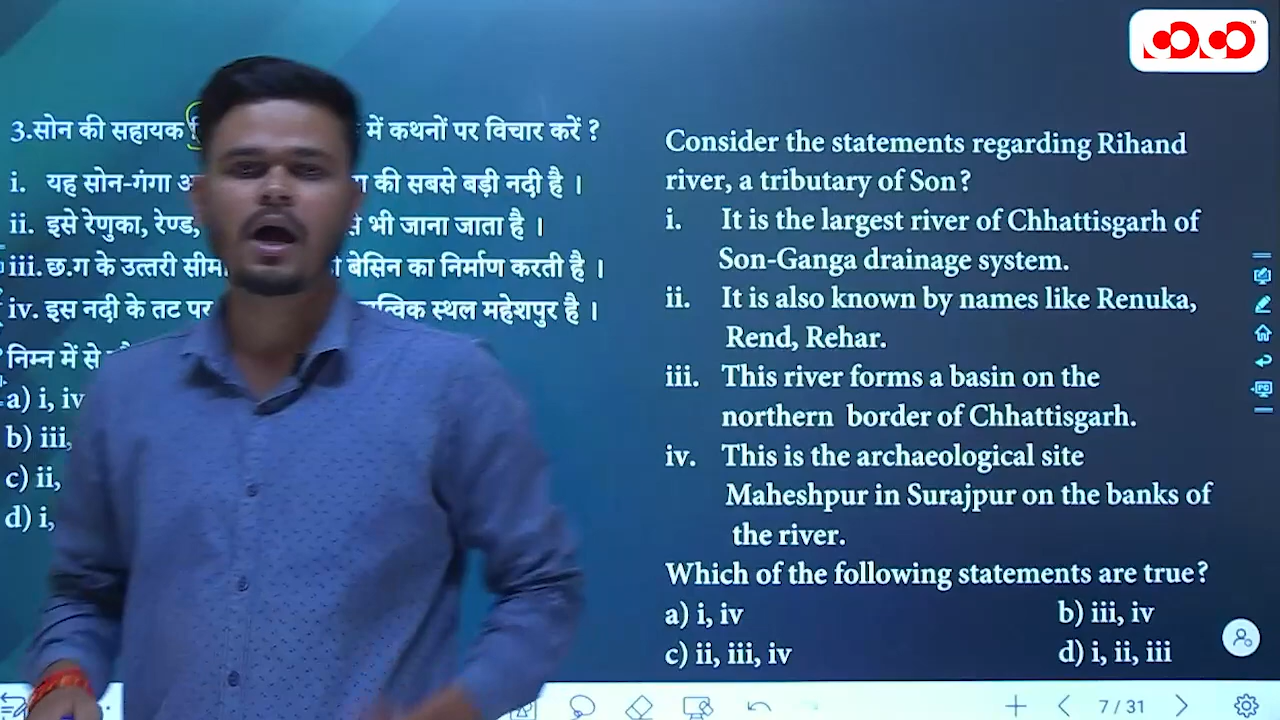 3.सोन की सहायक में कथनों पर विचार करें ?
i. यह सोन-गंगा की सबसे बड़ी नदी है ।
ii. इसे रेणुका, रेण्ड, से भी जाना जाता है ।
iii. छ.ग के उत्तरी बेसिन का निर्माण करती है ।
iv. इस नदी के तट पर स्थल महेशपुर है ।
निम्न में से
a) i, iv
b) iii,
c) ii,
d) i,
Consider the statements regarding Rihand
river, a tributary of Son?
i. It is the largest river of Chhattisgarh of
Son-Ganga drainage system.
ii. It is also known by names like Renuka,
Rend, Rehar.
iii. This river forms a basin on the
northern border of Chhattisgarh.
iv. This is the archaeological site
Maheshpur in Surajpur on the banks of
the river.
Which of the following statements are true?
a) i, iv b) iii, iv
c) ii, iii, iv d) i, ii, iii
7 / 31